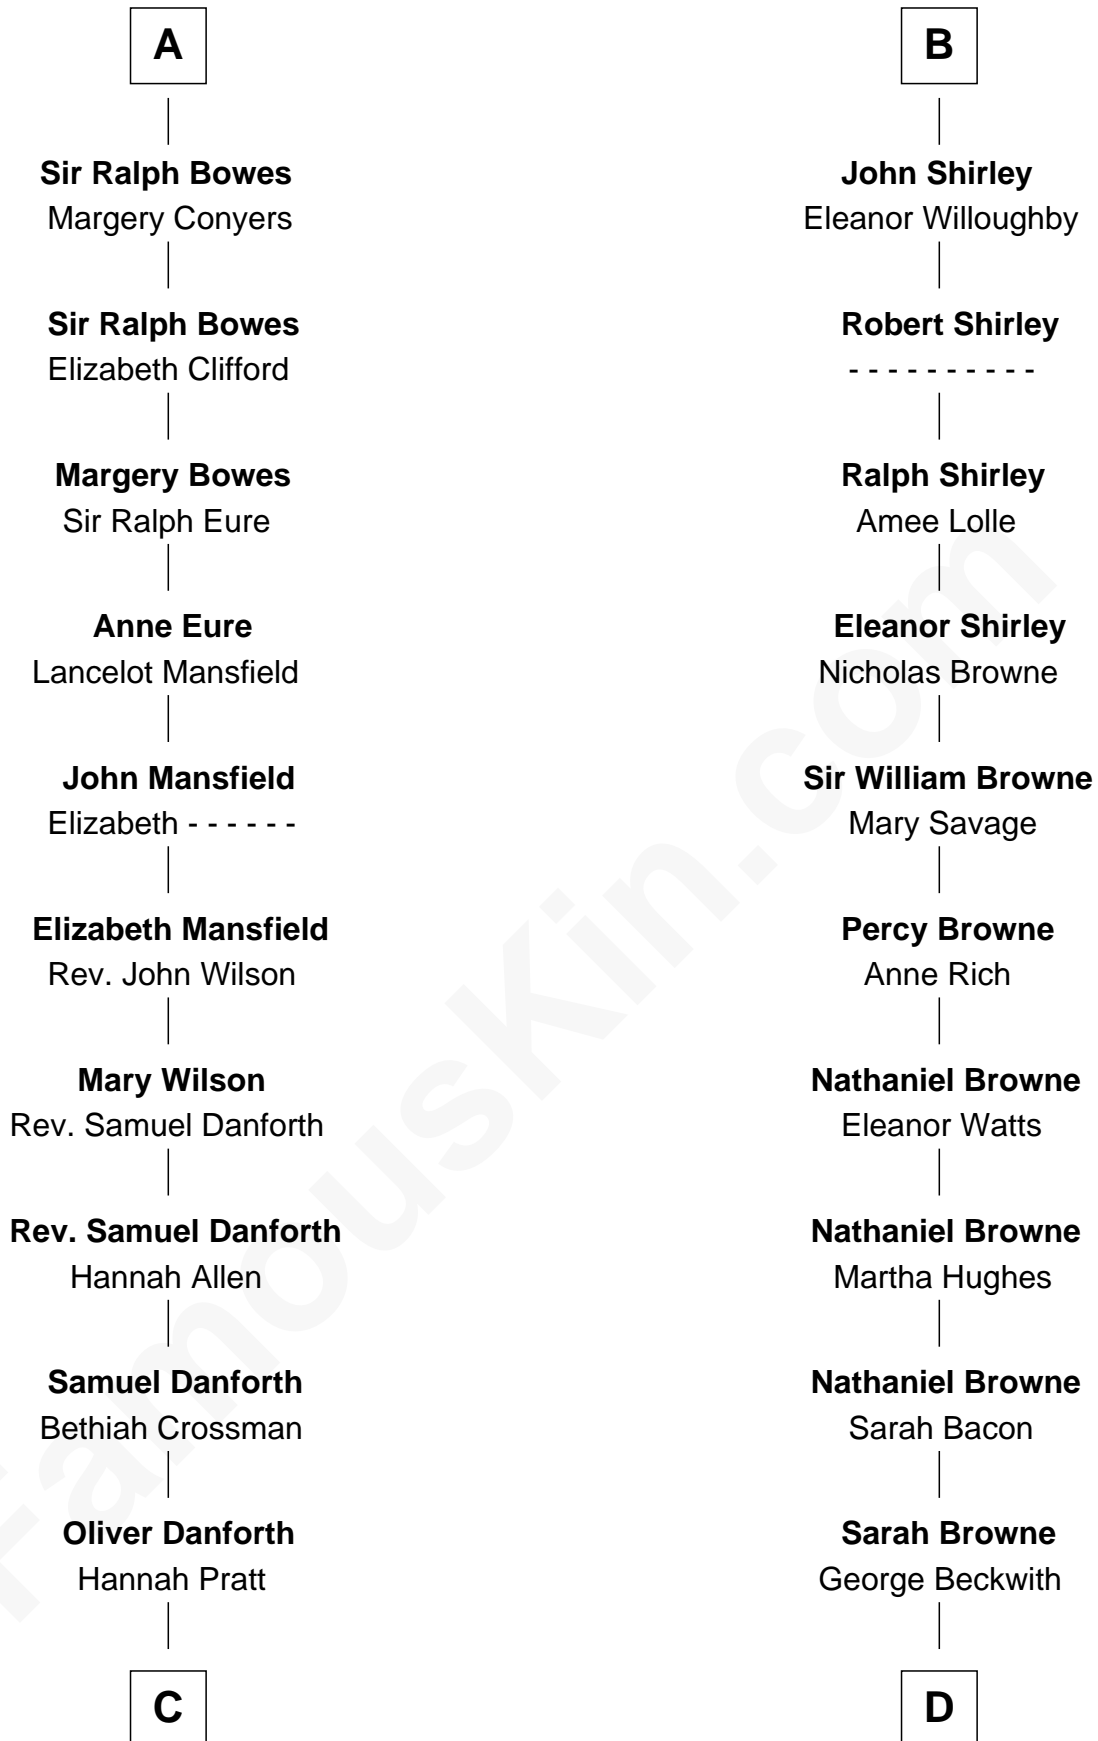 A
Sir Ralph Bowes
Margery Conyers
Sir Ralph Bowes
Elizabeth Clifford
Margery Bowes
Sir Ralph Eure
Anne Eure
Lancelot Mansfield
John Mansfield
Elizabeth - - - - - -
Elizabeth Mansfield
Rev. John Wilson
Mary Wilson
Rev. Samuel Danforth
Rev. Samuel Danforth
Hannah Allen
Samuel Danforth
Bethiah Crossman
Oliver Danforth
Hannah Pratt
C
B
John Shirley
Eleanor Willoughby
Robert Shirley
- - - - - - - - - -
Ralph Shirley
Amee Lolle
Eleanor Shirley
Nicholas Browne
Sir William Browne
Mary Savage
Percy Browne
Anne Rich
Nathaniel Browne
Eleanor Watts
Nathaniel Browne
Martha Hughes
Nathaniel Browne
Sarah Bacon
Sarah Browne
George Beckwith
D
FamousKin.com